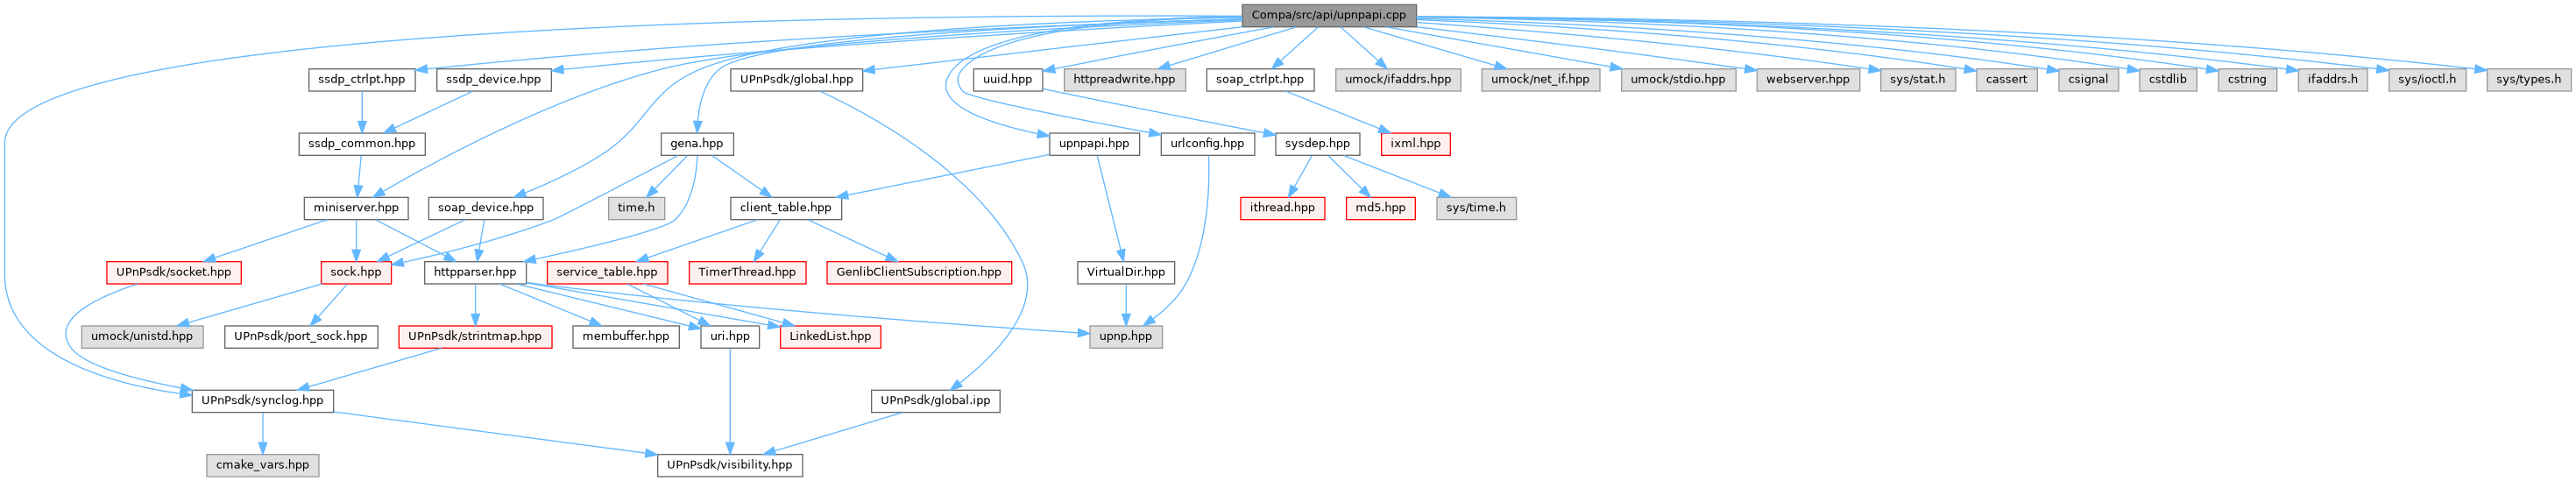 Compa/src/api/upnpapi.cpp
ssdp_ctrlpt.hpp
ssdp_device.hpp
UPnPsdk/global.hpp
uuid.hpp
httpreadwrite.hpp
soap_ctrlpt.hpp
umock/ifaddrs.hpp
umock/net_if.hpp
umock/stdio.hpp
webserver.hpp
sys/stat.h
cassert
csignal
cstdlib
cstring
ifaddrs.h
sys/ioctl.h
sys/types.h
ssdp_common.hpp
gena.hpp
upnpapi.hpp
urlconfig.hpp
sysdep.hpp
ixml.hpp
miniserver.hpp
soap_device.hpp
time.h
client_table.hpp
ithread.hpp
md5.hpp
sys/time.h
UPnPsdk/socket.hpp
sock.hpp
httpparser.hpp
service_table.hpp
TimerThread.hpp
GenlibClientSubscription.hpp
VirtualDir.hpp
umock/unistd.hpp
UPnPsdk/port_sock.hpp
UPnPsdk/strintmap.hpp
membuffer.hpp
uri.hpp
LinkedList.hpp
upnp.hpp
UPnPsdk/synclog.hpp
UPnPsdk/global.ipp
cmake_vars.hpp
UPnPsdk/visibility.hpp